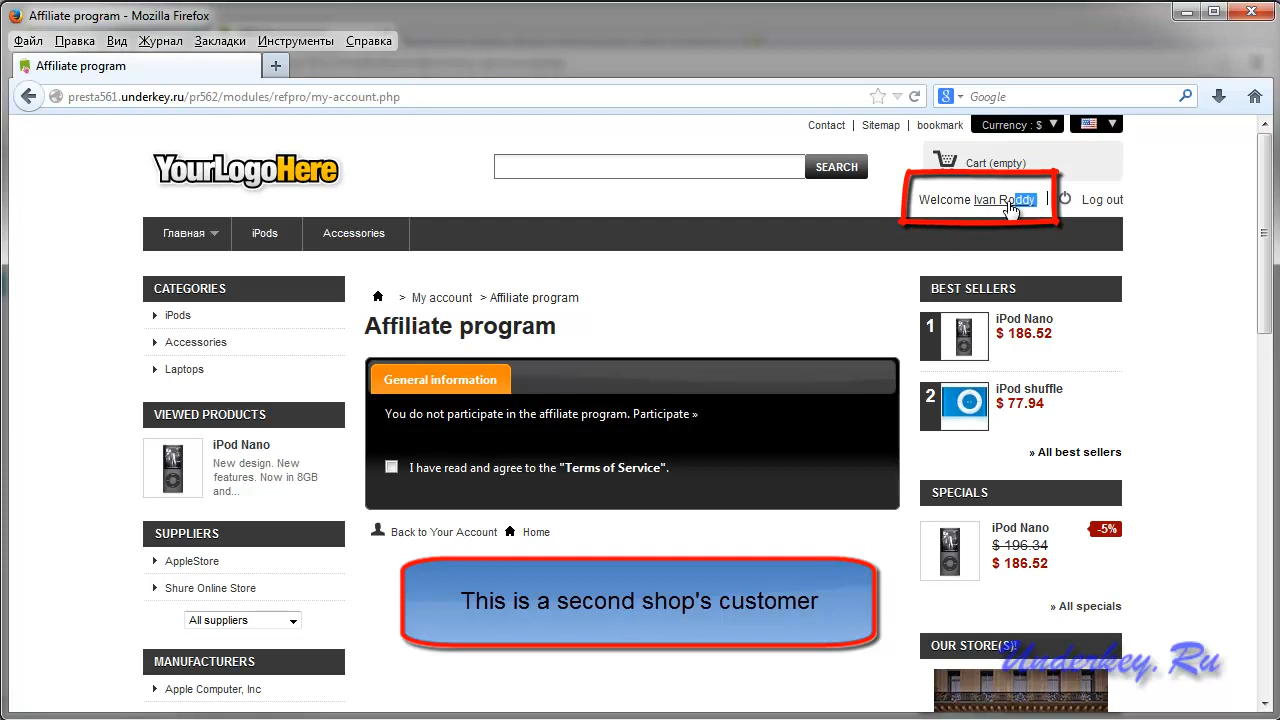 Affiliate program - Mozilla Firefox
Файл Правка Вид Журнал Закладки Инструменты Справка
Affiliate program
presta561.underkey.ru/pr562/modules/refpro/my-account.php
Google
Contact | Sitemap | bookmark
Currency : $
YourLogoHere
SEARCH
Cart (empty)
Welcome Ivan Roddy | Log out
Главная iPods Accessories
CATEGORIES
iPods
Accessories
Laptops
VIEWED PRODUCTS
iPod Nano
New design. New
features. Now in 8GB
and...
SUPPLIERS
AppleStore
Shure Online Store
All suppliers
MANUFACTURERS
Apple Computer, Inc
> My account > Affiliate program
Affiliate program
General information
You do not participate in the affiliate program. Participate »
I have read and agree to the "Terms of Service".
Back to Your Account Home
This is a second shop's customer
BEST SELLERS
1
iPod Nano
$ 186.52
2
iPod shuffle
$ 77.94
» All best sellers
SPECIALS
iPod Nano
-5%
$ 196.34
$ 186.52
» All specials
OUR STORE(S)!
Underkey.Ru